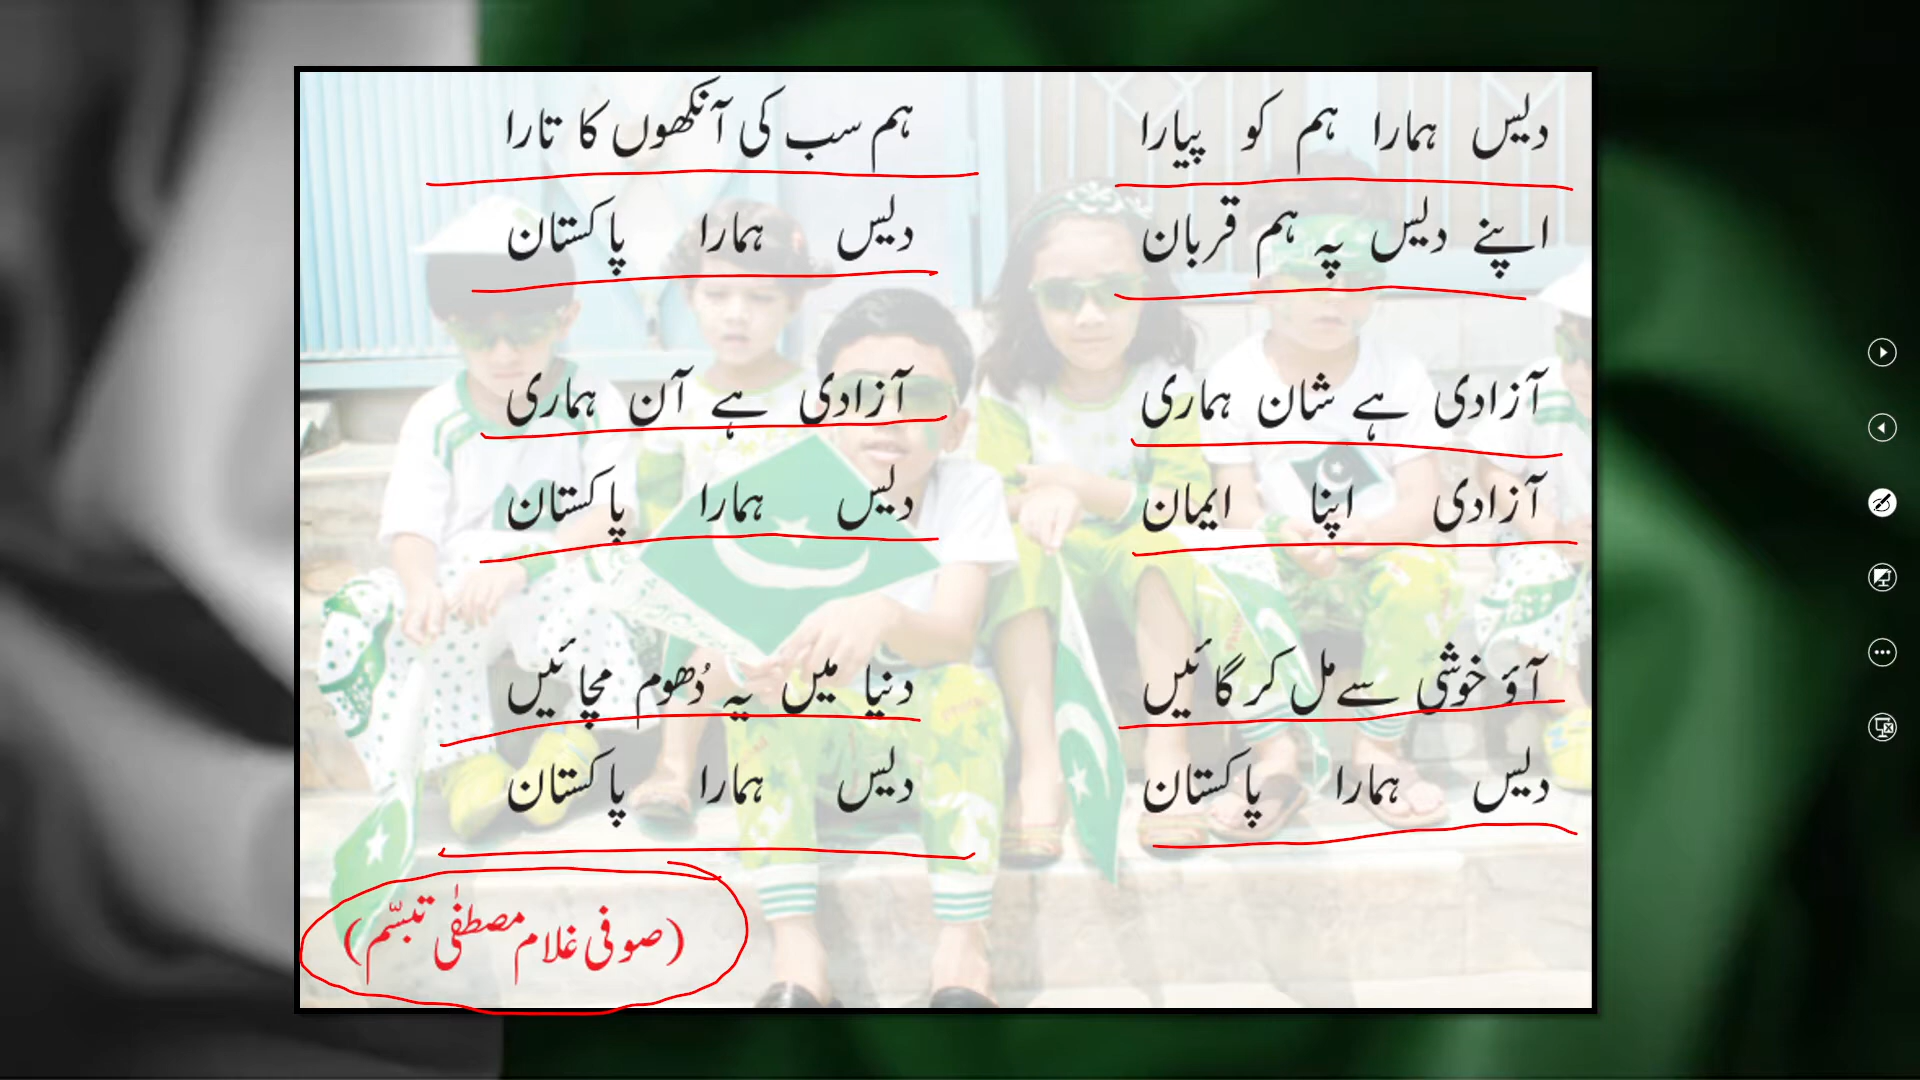 دیس ہمارا ہم کو پیارا ہم سب کی آنکھوں کا تارا
اپنے دیس پہ ہم قربان دیس ہمارا پاکستان
آزادی ہے شان ہماری آزادی ہے آن ہماری
آزادی اپنا ایمان دیس ہمارا پاکستان
آؤ خوشی سے مل کر گائیں دنیا میں یہ دُھوم مچائیں
دیس ہمارا پاکستان دیس ہمارا پاکستان
(صوفی غلام مصطفٰی تبسّم)